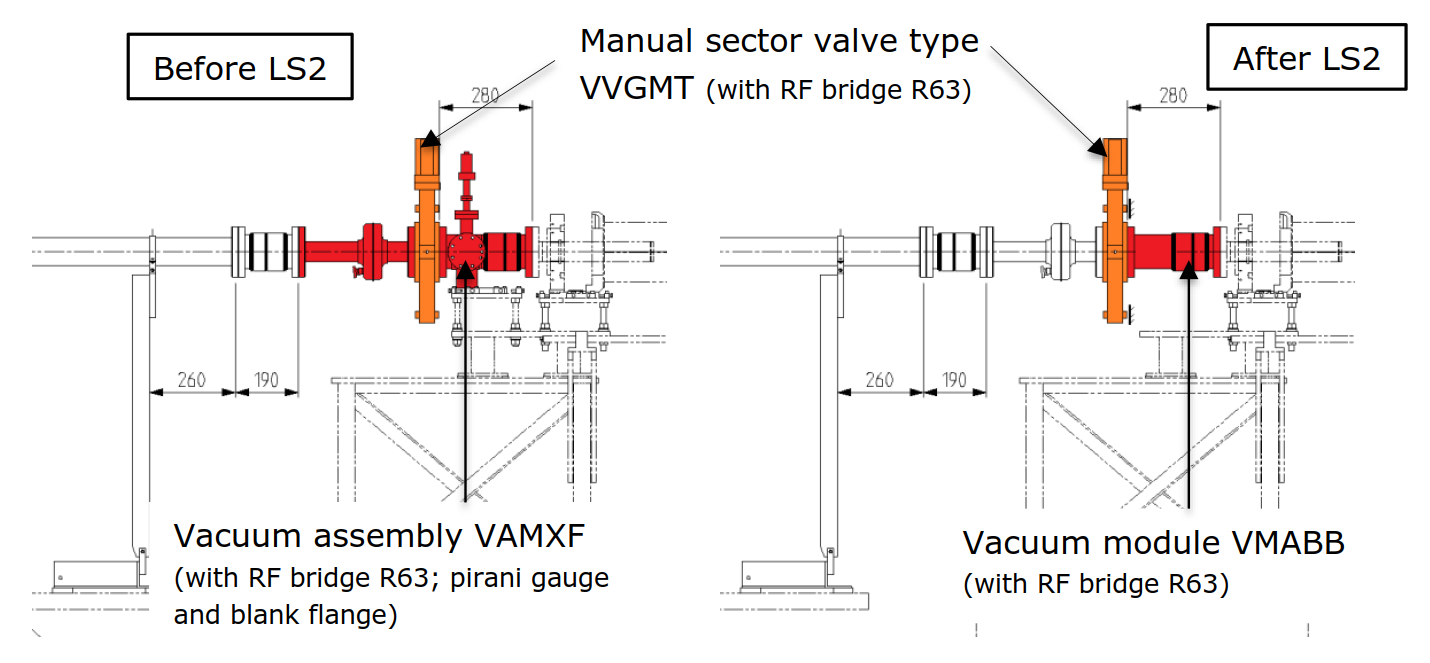 Before LS2
Manual sector valve type
VVGMT (with RF bridge R63)
After LS2
280
280
260
190
260
190
Vacuum assembly VAMXF
(with RF bridge R63; pirani gauge
and blank flange)
Vacuum module VMABB
(with RF bridge R63)